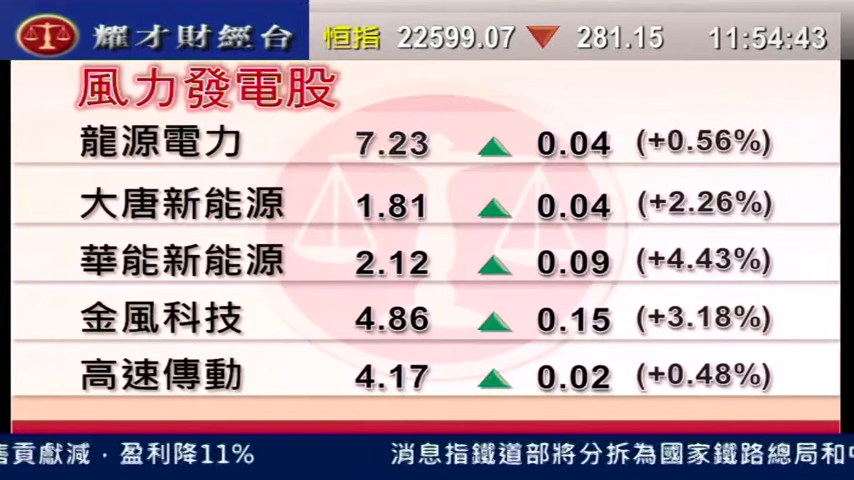 耀才財經台 恒指 22599.07 ▼ 281.15 11:54:43
風力發電股
龍源電力 7.23 ▲ 0.04 (+0.56%)
大唐新能源 1.81 ▲ 0.04 (+2.26%)
華能新能源 2.12 ▲ 0.09 (+4.43%)
金風科技 4.86 ▲ 0.15 (+3.18%)
高速傳動 4.17 ▲ 0.02 (+0.48%)
貢獻減．盈利降11% 消息指鐵道部將分拆為國家鐵路總局和